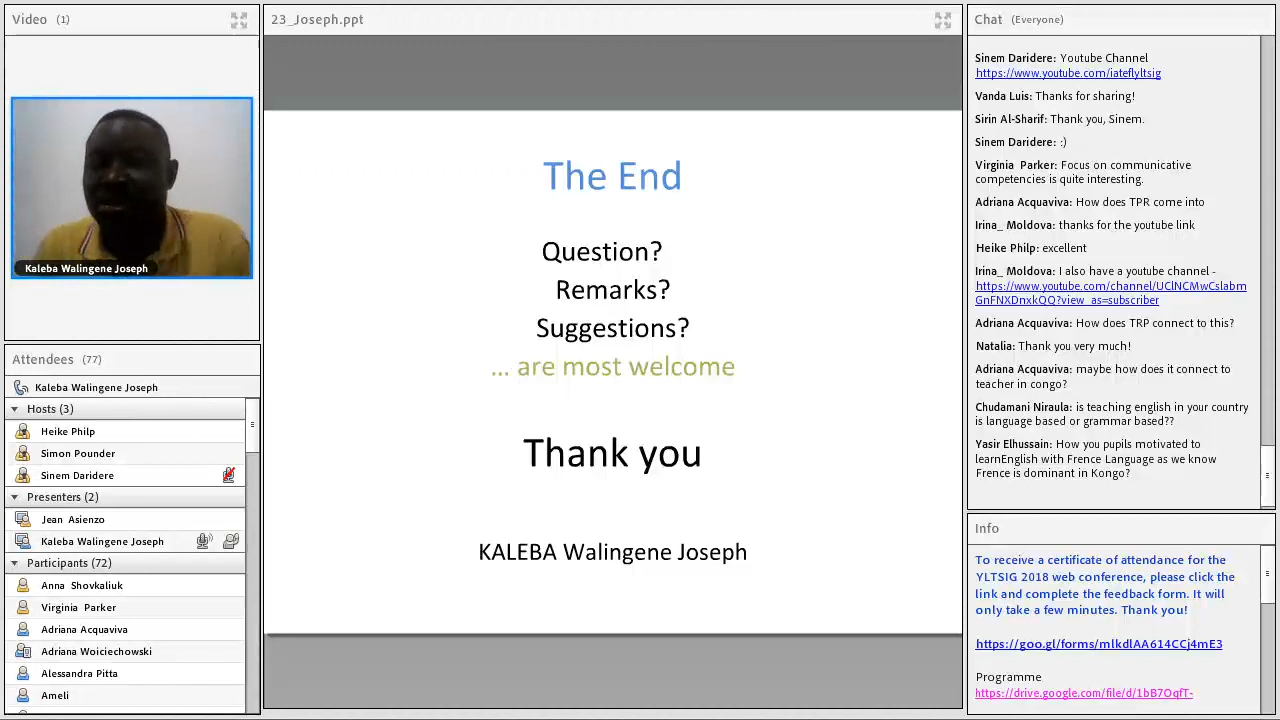 Video (1)
Kaleba Walingene Joseph
Attendees (77)
Kaleba Walingene Joseph
Hosts (3)
Heike Philp
Simon Pounder
Sinem Daridere
Presenters (2)
Jean Asienzo
Kaleba Walingene Joseph
Participants (72)
Anna Shovkaliuk
Virginia Parker
Adriana Acquaviva
Adriana Woiciechowski
Alessandra Pitta
Ameli
23_Joseph.ppt
The End
Question?
Remarks?
Suggestions?
... are most welcome
Thank you
KALEBA Walingene Joseph
Chat (Everyone)
Sinem Daridere: Youtube Channel
https://www.youtube.com/iateflyltsig
Vanda Luis: Thanks for sharing!
Sirin Al-Sharif: Thank you, Sinem.
Sinem Daridere: :)
Virginia Parker: Focus on communicative
competencies is quite interesting.
Adriana Acquaviva: How does TPR come into
Irina_ Moldova: thanks for the youtube link
Heike Philp: excellent
Irina_ Moldova: I also have a youtube channel -
https://www.youtube.com/channel/UClNCMwCslabm
GnFNXDnxkQQ?view_as=subscriber
Adriana Acquaviva: How does TRP connect to this?
Natalia: Thank you very much!
Adriana Acquaviva: maybe how does it connect to
teacher in congo?
Chudamani Niraula: is teaching english in your country
is language based or grammar based??
Yasir Elhussain: How you pupils motivated to
learnEnglish with Frence Language as we know
Frence is dominant in Kongo?
Info
To receive a certificate of attendance for the
YLTSIG 2018 web conference, please click the
link and complete the feedback form. It will
only take a few minutes. Thank you!
https://goo.gl/forms/mlkdlAA614CCj4mE3
Programme
https://drive.google.com/file/d/1bB7OqfT-